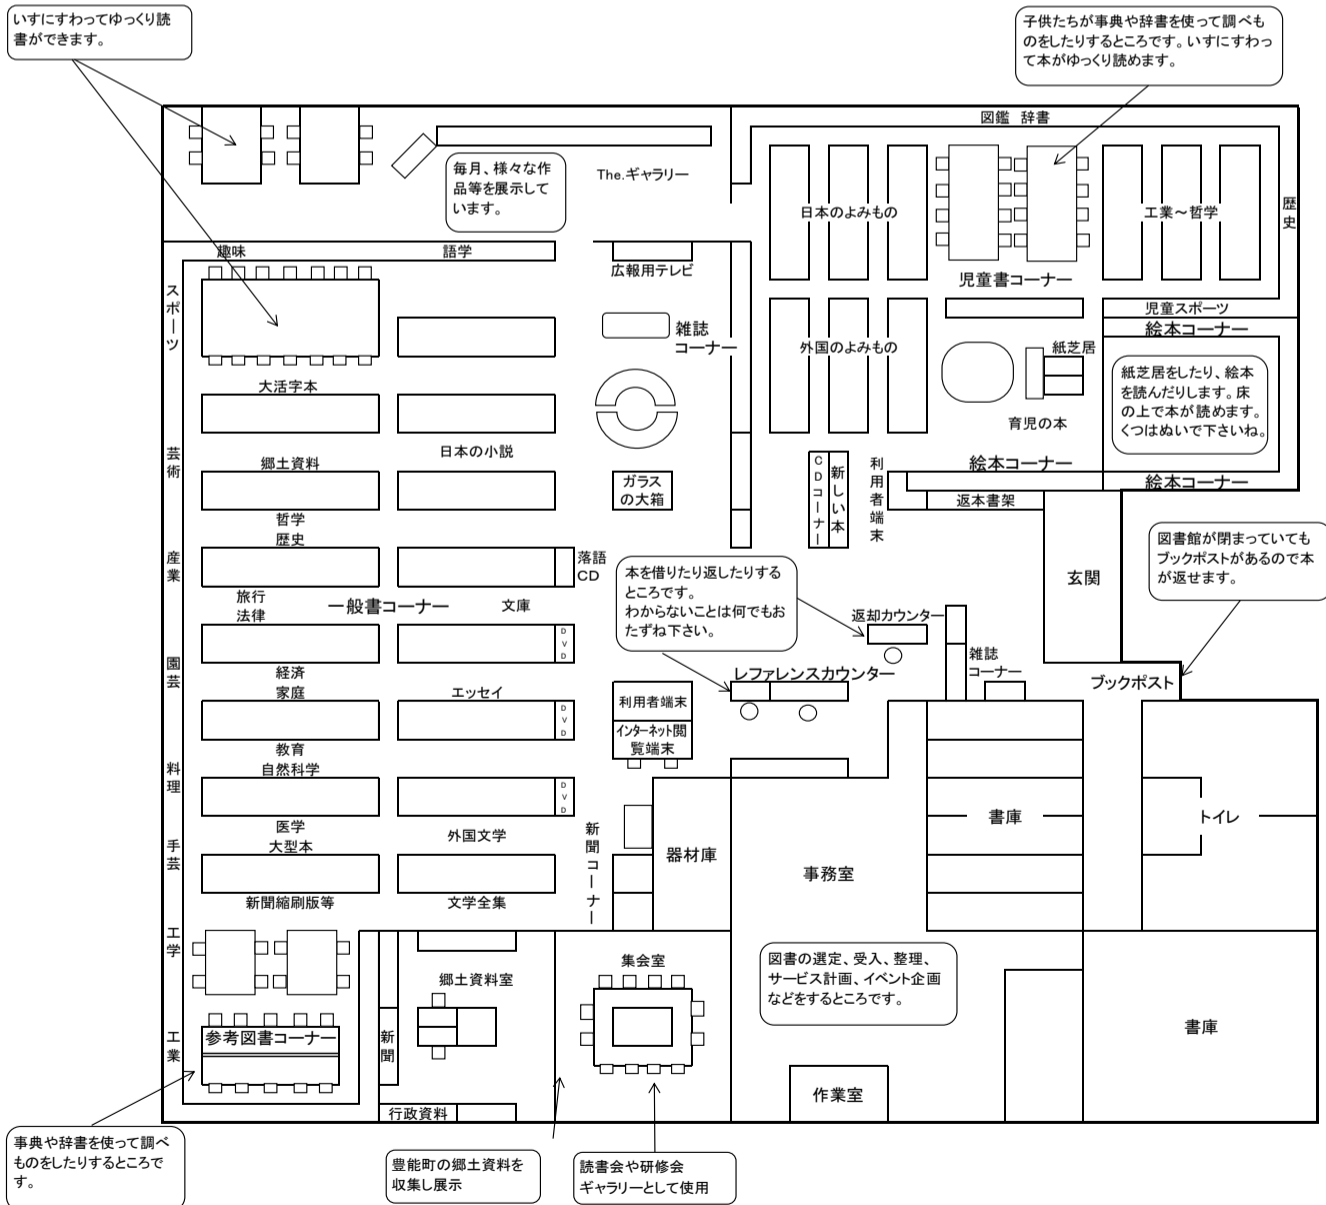 いすにすわってゆっくり読
書ができます。
子供たちが事典や辞書を使って調べも
のをしたりするところです。いすにすわっ
て本がゆっくり読めます。
図鑑 辞書
毎月、様々な作
品等を展示して
います。
The.ギャラリー
日本のよみもの
工業～哲学
歴史
趣味
語学
広報用テレビ
児童書コーナー
スポーツ
児童スポーツ
絵本コーナー
雑誌
コーナー
外国のよみもの
紙芝居
紙芝居をしたり、絵本
を読んだりします。床
の上で本が読めます。
くつはぬいで下さいね。
大活字本
育児の本
芸術
郷土資料
日本の小説
CDコーナー
新しい本
利用者端末
絵本コーナー
絵本コーナー
ガラス
の大箱
返本書架
哲学
歴史
産業
落語
CD
本を借りたり返したりする
ところです。
わからないことは何でもお
たずね下さい。
玄関
図書館が閉まっていても
ブックポストがあるので本
が返せます。
旅行
法律
一般書コーナー
文庫
返却カウンター
DVD
園芸
経済
家庭
エッセイ
レファレンスカウンター
雑誌
コーナー
ブックポスト
利用者端末
インターネット閲
覧端末
DVD
教育
自然科学
料理
DVD
医学
大型本
外国文学
手芸
新聞コーナー
器材庫
事務室
書庫
トイレ
新聞縮刷版等
文学全集
工学
郷土資料室
集会室
図書の選定、受入、整理、
サービス計画、イベント企画
などをするところです。
工業
参考図書コーナー
新聞
書庫
作業室
行政資料
事典や辞書を使って調べ
ものをしたりするところで
す。
豊能町の郷土資料を
収集し展示
読書会や研修会
ギャラリーとして使用